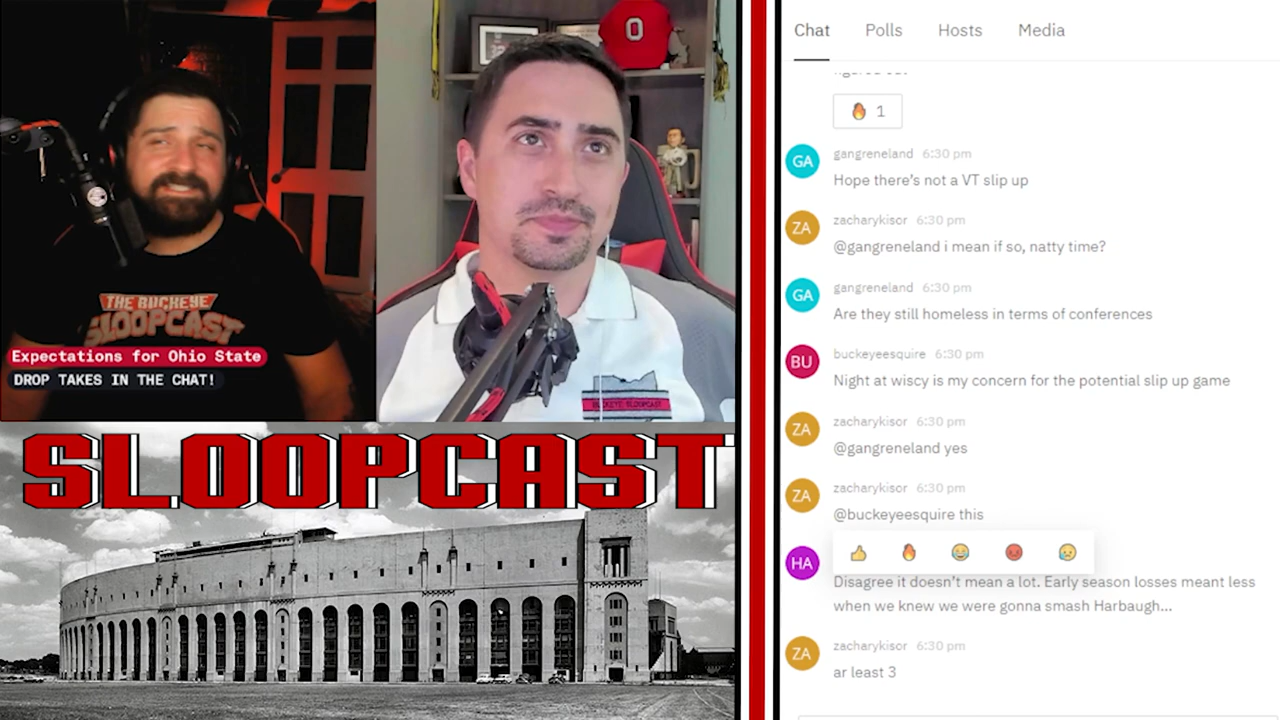 O
THE BUCKEYE
SLOOPCAST
Expectations for Ohio State
DROP TAKES IN THE CHAT!
SLOOPCAST
Chat Polls Hosts Media
1
GA gangreneland 6:30 pm
Hope there's not a VT slip up
ZA zacharykisor 6:30 pm
@gangreneland i mean if so, natty time?
GA gangreneland 6:30 pm
Are they still homeless in terms of conferences
BU buckeyeesquire 6:30 pm
Night at wiscy is my concern for the potential slip up game
ZA zacharykisor 6:30 pm
@gangreneland yes
ZA zacharykisor 6:30 pm
@buckeyeesquire this
HA
Disagree it doesn't mean a lot. Early season losses meant less
when we knew we were gonna smash Harbaugh...
ZA zacharykisor 6:30 pm
ar least 3